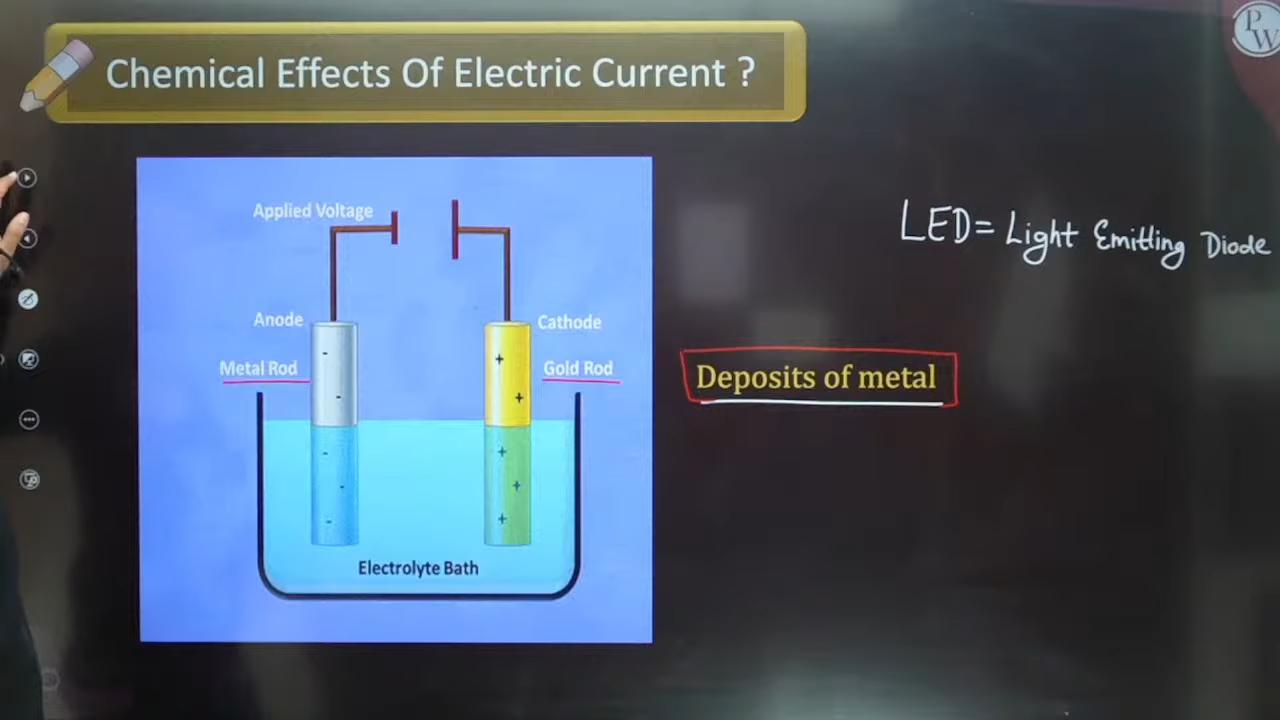 Chemical Effects Of Electric Current ?
PW
Applied Voltage
LED = Light Emitting Diode
Anode
Cathode
Metal Rod
Gold Rod
Deposits of metal
Electrolyte Bath